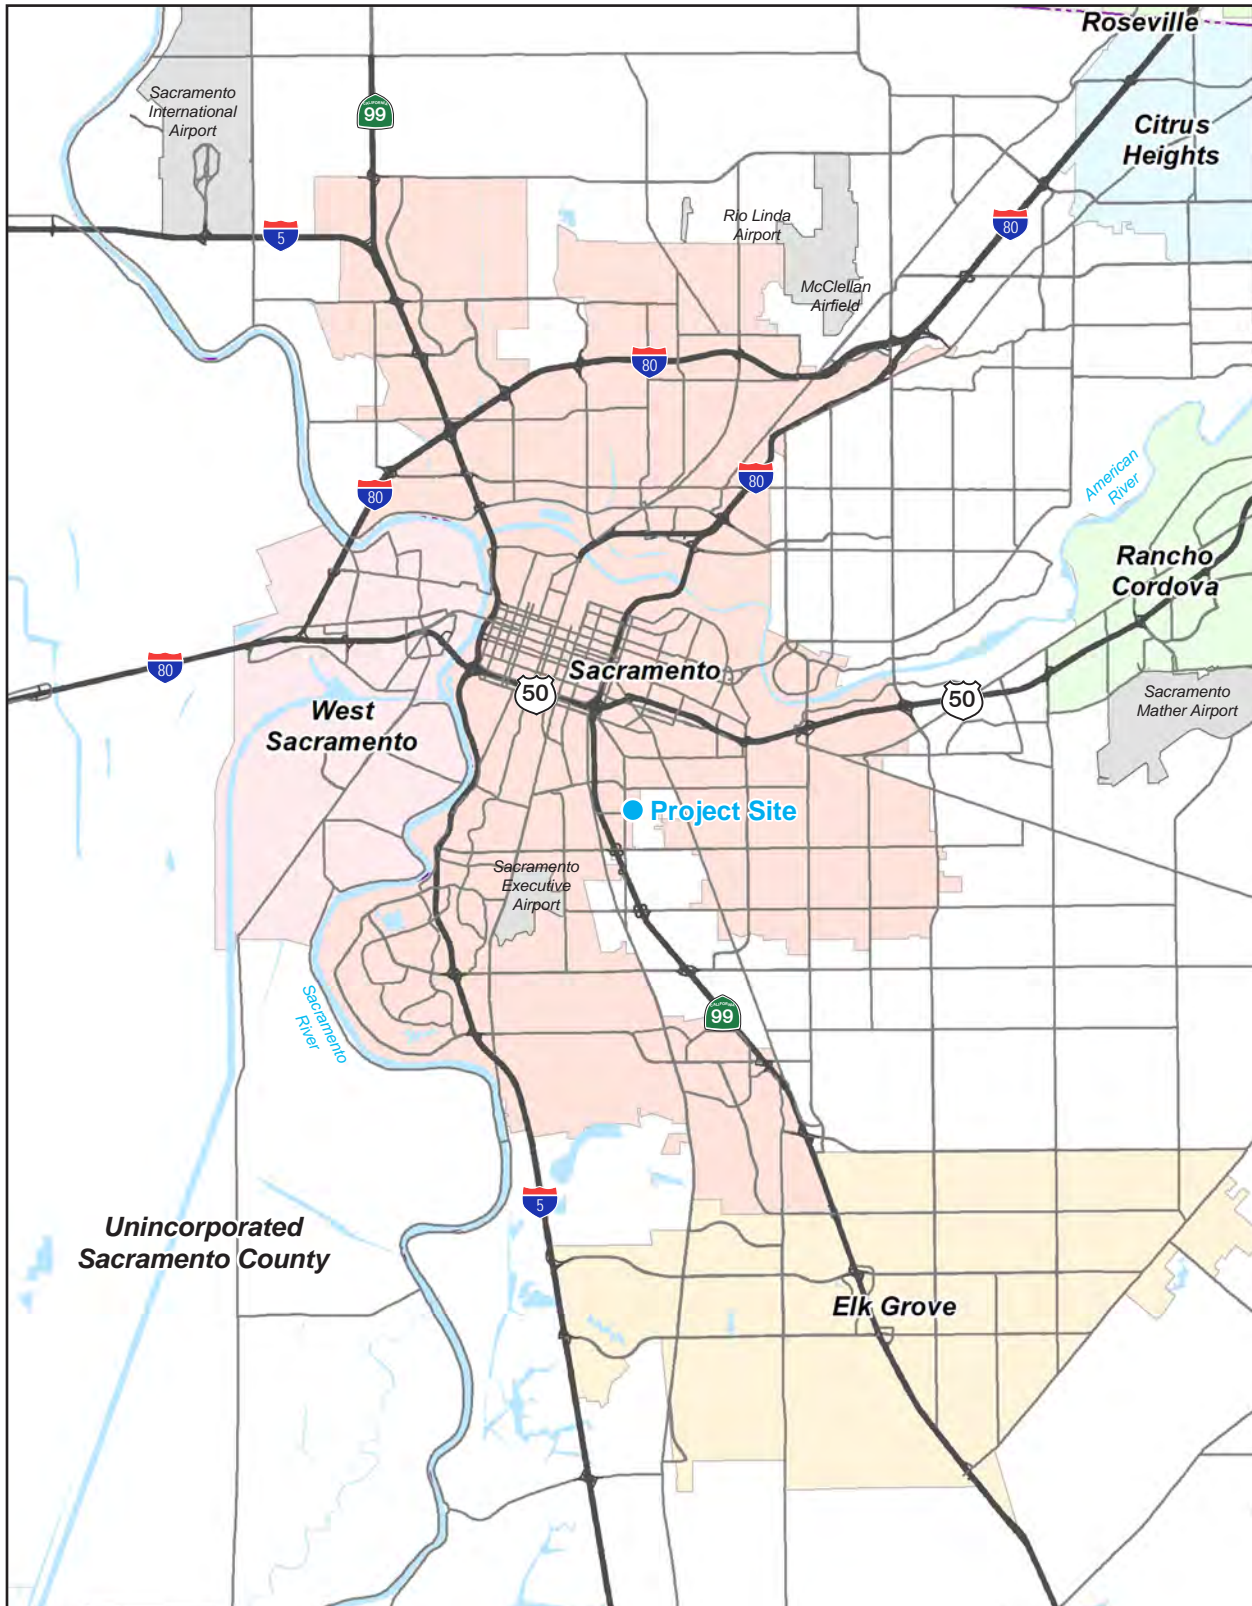 Roseville
Sacramento
International
Airport
CALIFORNIA
99
Citrus
Heights
Rio Linda
Airport
5
80
McClellan
Airfield
80
80
80
American
River
Rancho
Cordova
80
Sacramento
50
50
Sacramento
Mather Airport
West
Sacramento
Project Site
Sacramento
Executive
Airport
Sacramento
River
CALIFORNIA
99
5
Unincorporated
Sacramento County
Elk Grove